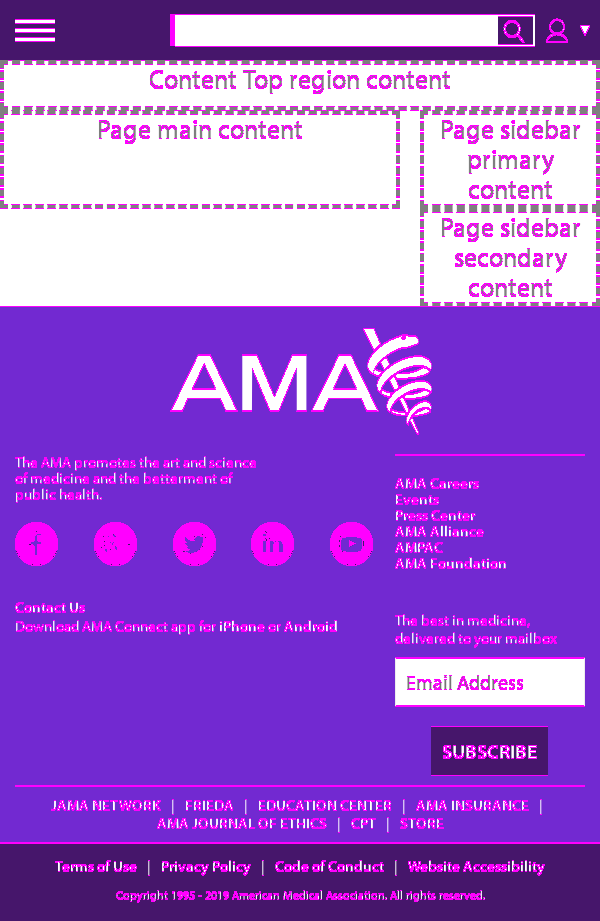 Content Top region content
Page main content
Page sidebar
primary
content
Page sidebar
secondary
content
AMA
The AMA promotes the art and science
of medicine and the betterment of
public health.
AMA Careers
Events
Press Center
AMA Alliance
AMPAC
AMA Foundation
Contact Us
Download AMA Connect app for iPhone or Android
The best in medicine,
delivered to your mailbox
Email Address
SUBSCRIBE
JAMA NETWORK | FRIEDA | EDUCATION CENTER | AMA INSURANCE |
AMA JOURNAL OF ETHICS | CPT | STORE
Terms of Use | Privacy Policy | Code of Conduct | Website Accessibility
Copyright 1995 - 2019 American Medical Association. All rights reserved.